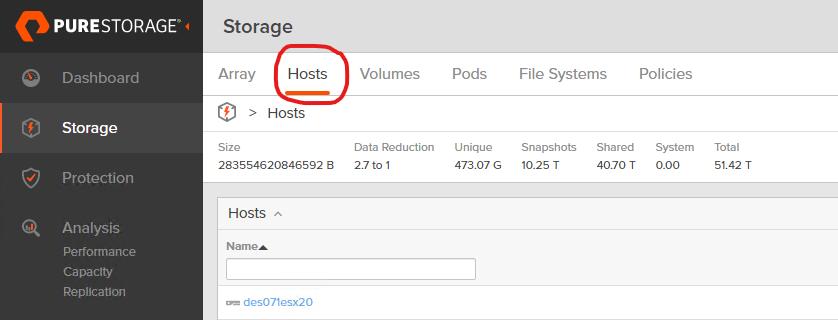 PURESTORAGE®
Storage
Dashboard
Storage
Protection
Analysis
Performance
Capacity
Replication
Array Hosts Volumes Pods File Systems Policies
> Hosts
Size Data Reduction Unique Snapshots Shared System Total
283554620846592 B 2.7 to 1 473.07 G 10.25 T 40.70 T 0.00 51.42 T
Hosts
Name
des071esx20